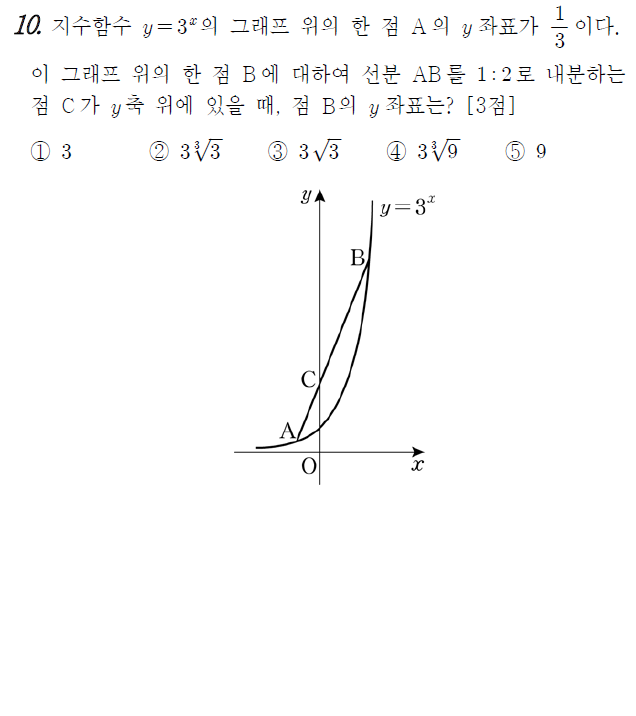 10. 지수함수 y=3ˣ의 그래프 위의 한 점 A의 y좌표가 1/3 이다.
이 그래프 위의 한 점 B에 대하여 선분 AB를 1:2로 내분하는
점 C가 y축 위에 있을 때, 점 B의 y좌표는? [3점]
① 3 ② 3∛3 ③ 3√3 ④ 3∛9 ⑤ 9
y y=3ˣ
B
C
A
O x